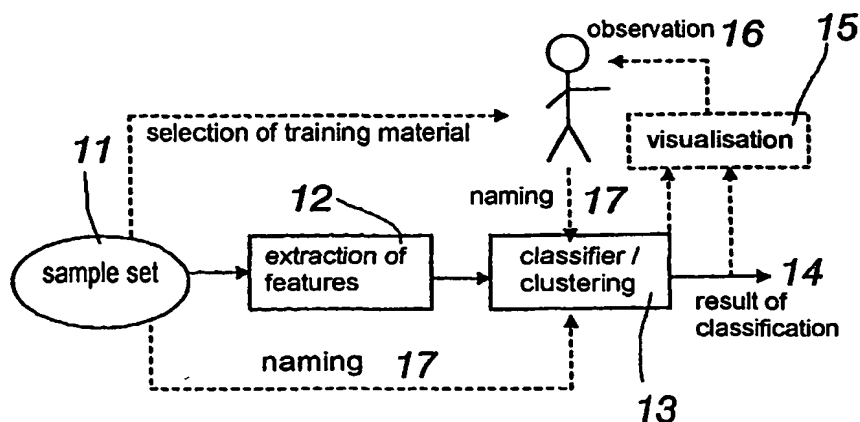 observation 16
15
visualisation
selection of training material
11
naming 17
12
sample set
extraction of
features
classifier /
clustering
14
result of
classification
naming 17
13